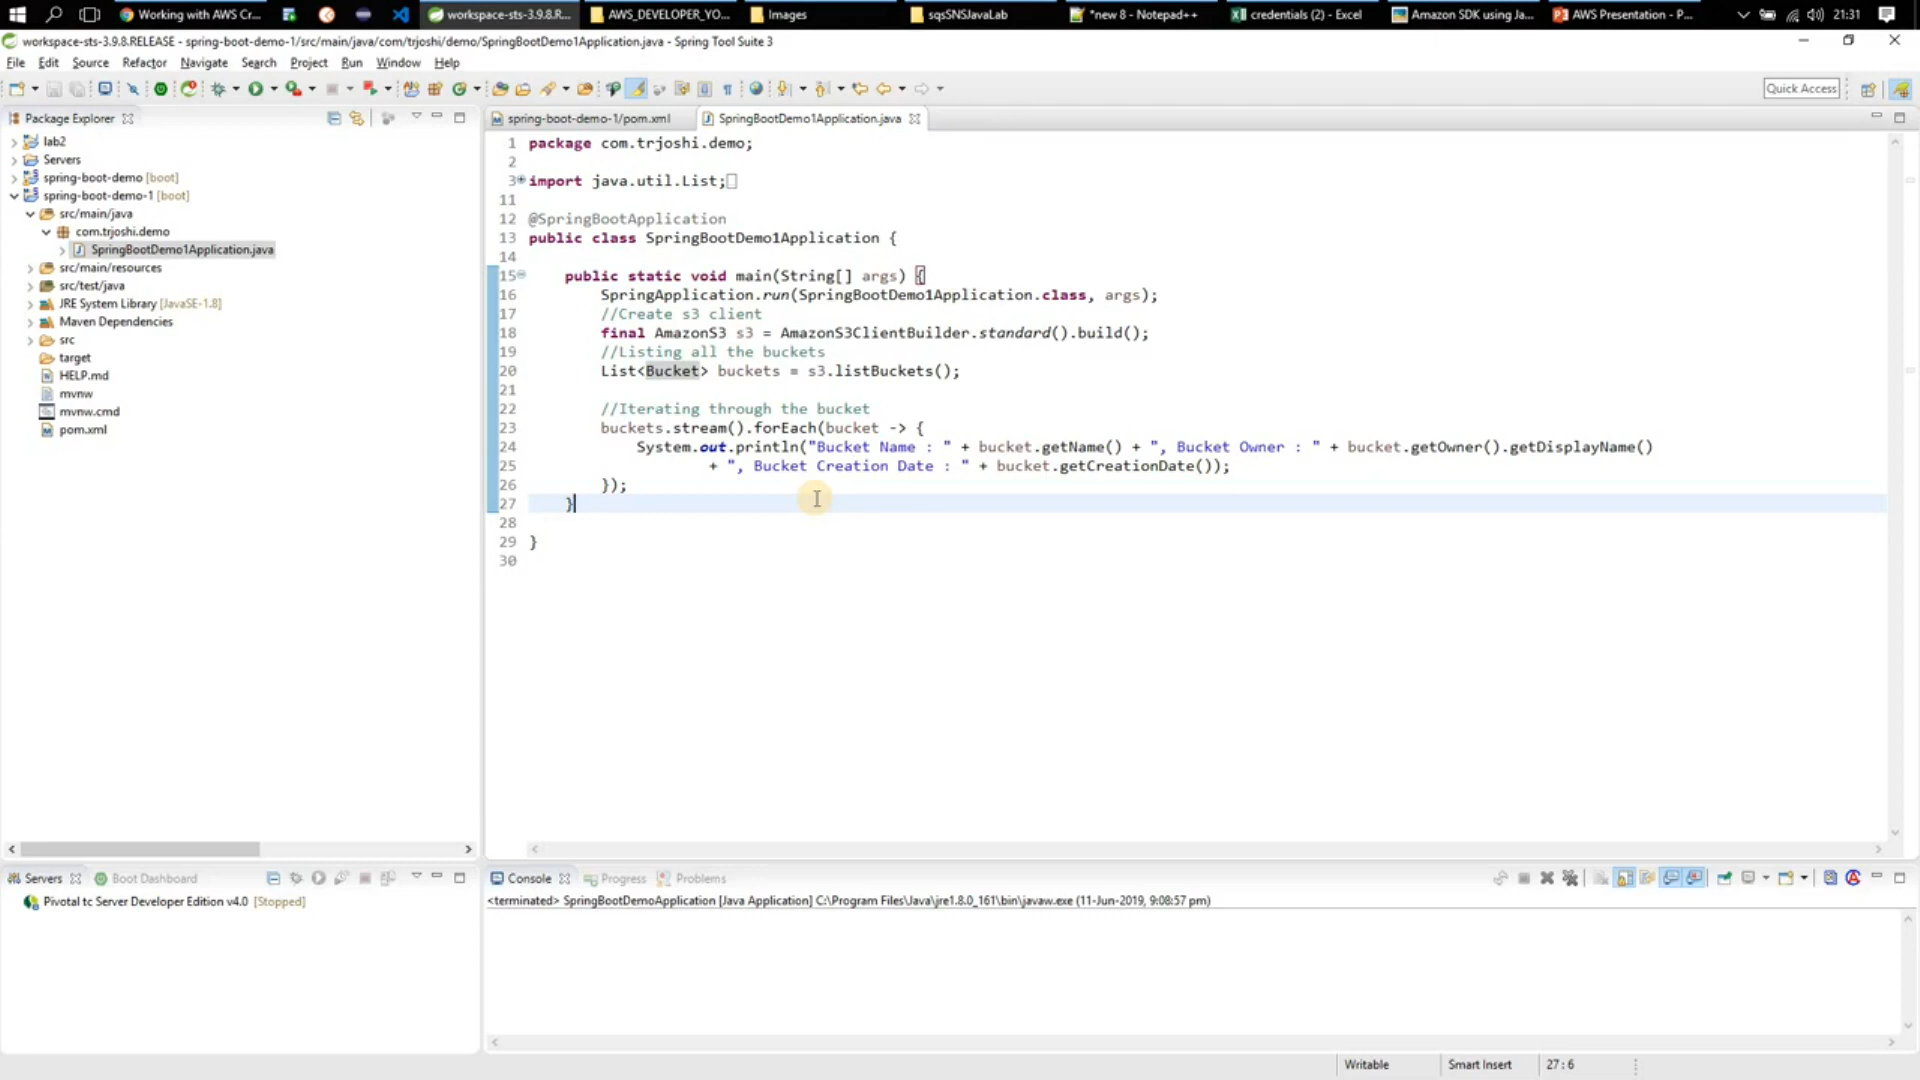 Working with AWS Cr...
workspace-sts-3.9.8.R...
AWS_DEVELOPER_YO...
Images
sqsSNSJavaLab
*new 8 - Notepad++
credentials (2) - Excel
Amazon SDK using Ja...
AWS Presentation - P...
21:31
workspace-sts-3.9.8.RELEASE - spring-boot-demo-1/src/main/java/com/trjoshi/demo/SpringBootDemo1Application.java - Spring Tool Suite 3
File Edit Source Refactor Navigate Search Project Run Window Help
Quick Access
Package Explorer
lab2
Servers
spring-boot-demo [boot]
spring-boot-demo-1 [boot]
src/main/java
com.trjoshi.demo
SpringBootDemo1Application.java
src/main/resources
src/test/java
JRE System Library [JavaSE-1.8]
Maven Dependencies
src
target
HELP.md
mvnw
mvnw.cmd
pom.xml
spring-boot-demo-1/pom.xml
SpringBootDemo1Application.java
1 package com.trjoshi.demo;
2
3 import java.util.List;
11
12 @SpringBootApplication
13 public class SpringBootDemo1Application {
14
15 public static void main(String[] args) {
16 SpringApplication.run(SpringBootDemo1Application.class, args);
17 //Create s3 client
18 final AmazonS3 s3 = AmazonS3ClientBuilder.standard().build();
19 //Listing all the buckets
20 List<Bucket> buckets = s3.listBuckets();
21
22 //Iterating through the bucket
23 buckets.stream().forEach(bucket -> {
24 System.out.println("Bucket Name : " + bucket.getName() + ", Bucket Owner : " + bucket.getOwner().getDisplayName()
25 + ", Bucket Creation Date : " + bucket.getCreationDate());
26 });
27 }
28
29 }
30
Servers
Boot Dashboard
Pivotal tc Server Developer Edition v4.0 [Stopped]
Console
Progress
Problems
<terminated> SpringBootDemoApplication [Java Application] C:\Program Files\Java\jre1.8.0_161\bin\javaw.exe (11-Jun-2019, 9:08:57 pm)
Writable
Smart Insert
27 : 6